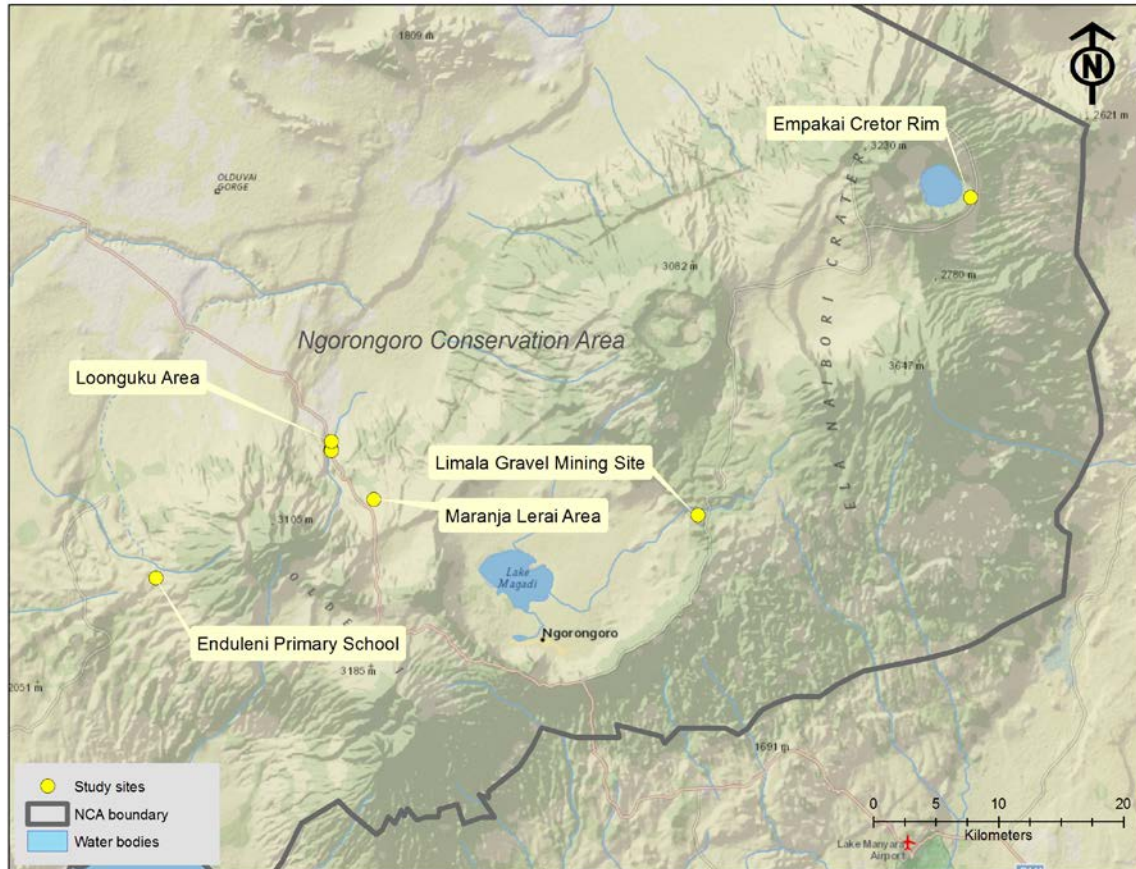 1809 m
N
2621 m
Empakai Cretor Rim
3230 m
OLDUVAI
GORGE
2780 m
3082 m
ELA NAIBORI CRATER
Ngorongoro Conservation Area
3647 m
Loonguku Area
Limala Gravel Mining Site
Maranja Lerai Area
3105 m
Lake
Magadi
Ngorongoro
Enduleni Primary School
3185 m
2051 m
1691 m
Study sites
NCA boundary
Water bodies
0 5 10 20
Kilometers
Lake Manyara
Airport